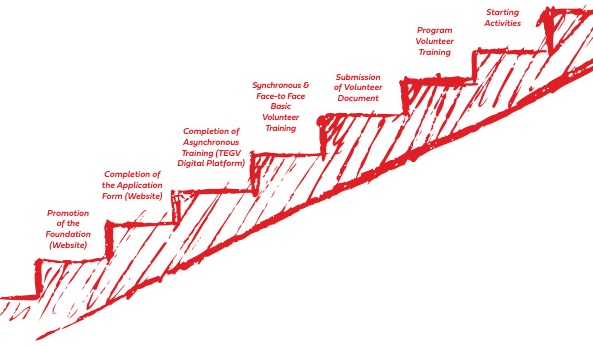 Promotion
of the
Foundation
(Website)
Completion of
the Application
Form (Website)
Completion of
Asynchronous
Training (TEGV
Digital Platform)
Synchronous &
Face-to Face
Basic
Volunteer
Training
Submission
of Volunteer
Document
Program
Volunteer
Training
Starting
Activities